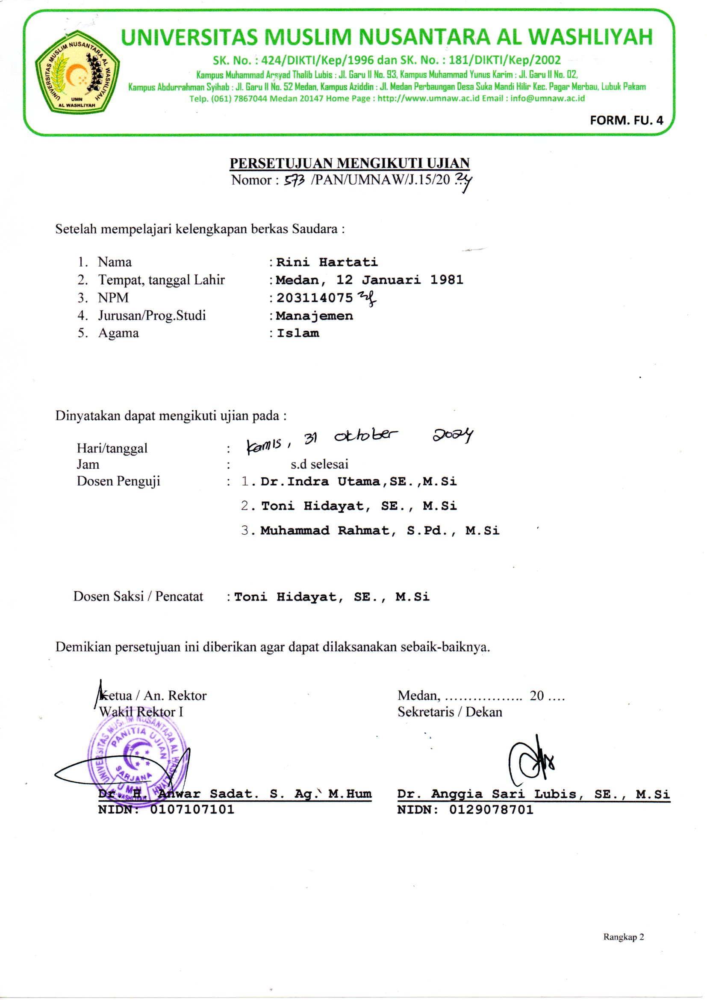 UNIVERSITAS MUSLIM NUSANTARA AL WASHLIYAH
UMN
AL WASHLIYAH
UNIVERSITAS MUSLIM NUSANTARA AL WASHLIYAH
SK. No. : 424/DIKTI/Kep/1996 dan SK. No. : 181/DIKTI/Kep/2002
Kampus Muhammad Arsyad Thalib Lubis : Jl. Garu II No. 93, Kampus Muhammad Yunus Karim : Jl. Garu II No. 02,
Kampus Abdurrahman Syihab : Jl. Garu II No. 52 Medan, Kampus Aziddin : Jl. Medan Perbaungan Desa Suka Mandi Hilir Kec. Pagar Merbau, Lubuk Pakam
Telp. (061) 7867044 Medan 20147 Home Page : http://www.umnaw.ac.id Email : info@umnaw.ac.id
FORM. FU. 4
PERSETUJUAN MENGIKUTI UJIAN
Nomor : 573 /PAN/UMNAW/J.15/20 24
Setelah mempelajari kelengkapan berkas Saudara :
1. Nama : Rini Hartati
2. Tempat, tanggal Lahir : Medan, 12 Januari 1981
3. NPM : 203114075
4. Jurusan/Prog.Studi : Manajemen
5. Agama : Islam
Dinyatakan dapat mengikuti ujian pada :
Hari/tanggal : Kamis, 31 Oktober 2024
Jam : s.d selesai
Dosen Penguji : 1. Dr.Indra Utama,SE.,M.Si
2. Toni Hidayat, SE., M.Si
3. Muhammad Rahmat, S.Pd., M.Si
Dosen Saksi / Pencatat : Toni Hidayat, SE., M.Si
Demikian persetujuan ini diberikan agar dapat dilaksanakan sebaik-baiknya.
Ketua / An. Rektor
Wakil Rektor I
Medan, ................. 20 ....
Sekretaris / Dekan
UNIVERSITAS MUSLIM NUSANTARA AL WASHLIYAH
PANITIA UJIAN
SARJANA
UMN
AL-WASHLIYAH
Dr. H. Anwar Sadat. S. Ag. M.Hum
NIDN: 0107107101
Dr. Anggia Sari Lubis, SE., M.Si
NIDN: 0129078701
Rangkap 2